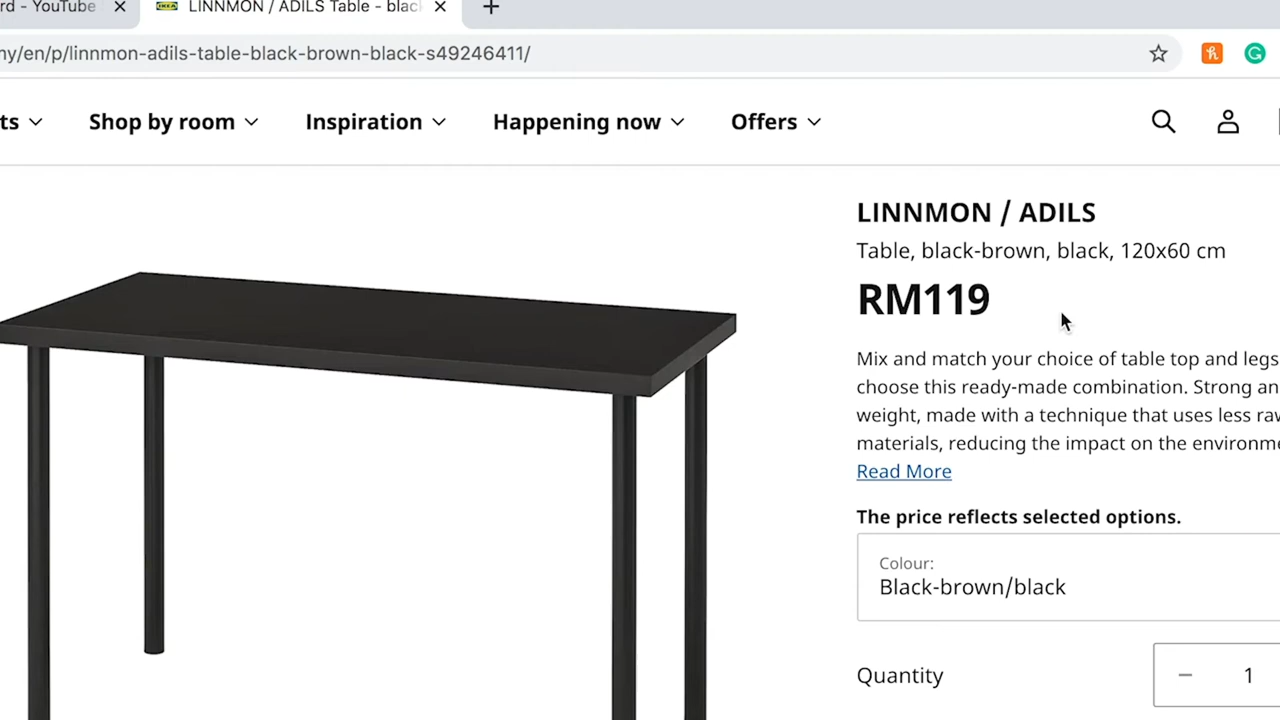 rd - YouTube
IKEA
LINNMON / ADILS Table - blac
ny/en/p/linnmon-adils-table-black-brown-black-s49246411/
ts
Shop by room
Inspiration
Happening now
Offers
LINNMON / ADILS
Table, black-brown, black, 120x60 cm
RM119
Mix and match your choice of table top and legs
choose this ready-made combination. Strong an
weight, made with a technique that uses less raw
materials, reducing the impact on the environme
Read More
The price reflects selected options.
Colour:
Black-brown/black
Quantity
1